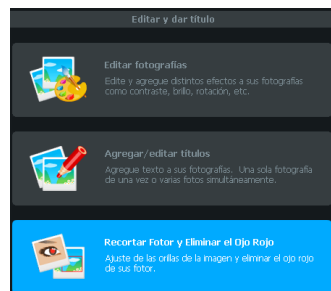 Editar y dar título
Editar fotografías
Edite y agregue distintos efectos a sus fotografías
como contraste, brillo, rotación, etc.
Agregar/editar títulos
Agregue texto a sus fotografías. Una sola fotografía
de una vez o varias fotos simultáneamente.
Recortar Fotor y Eliminar el Ojo Rojo
Ajuste de las orillas de la imagen y eliminar el ojo rojo
de sus fotor.